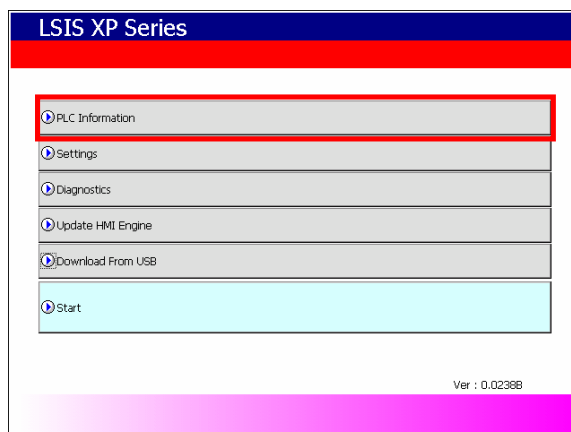 LSIS XP Series
PLC Information
Settings
Diagnostics
Update HMI Engine
Download From USB
Start
Ver : 0.0238B